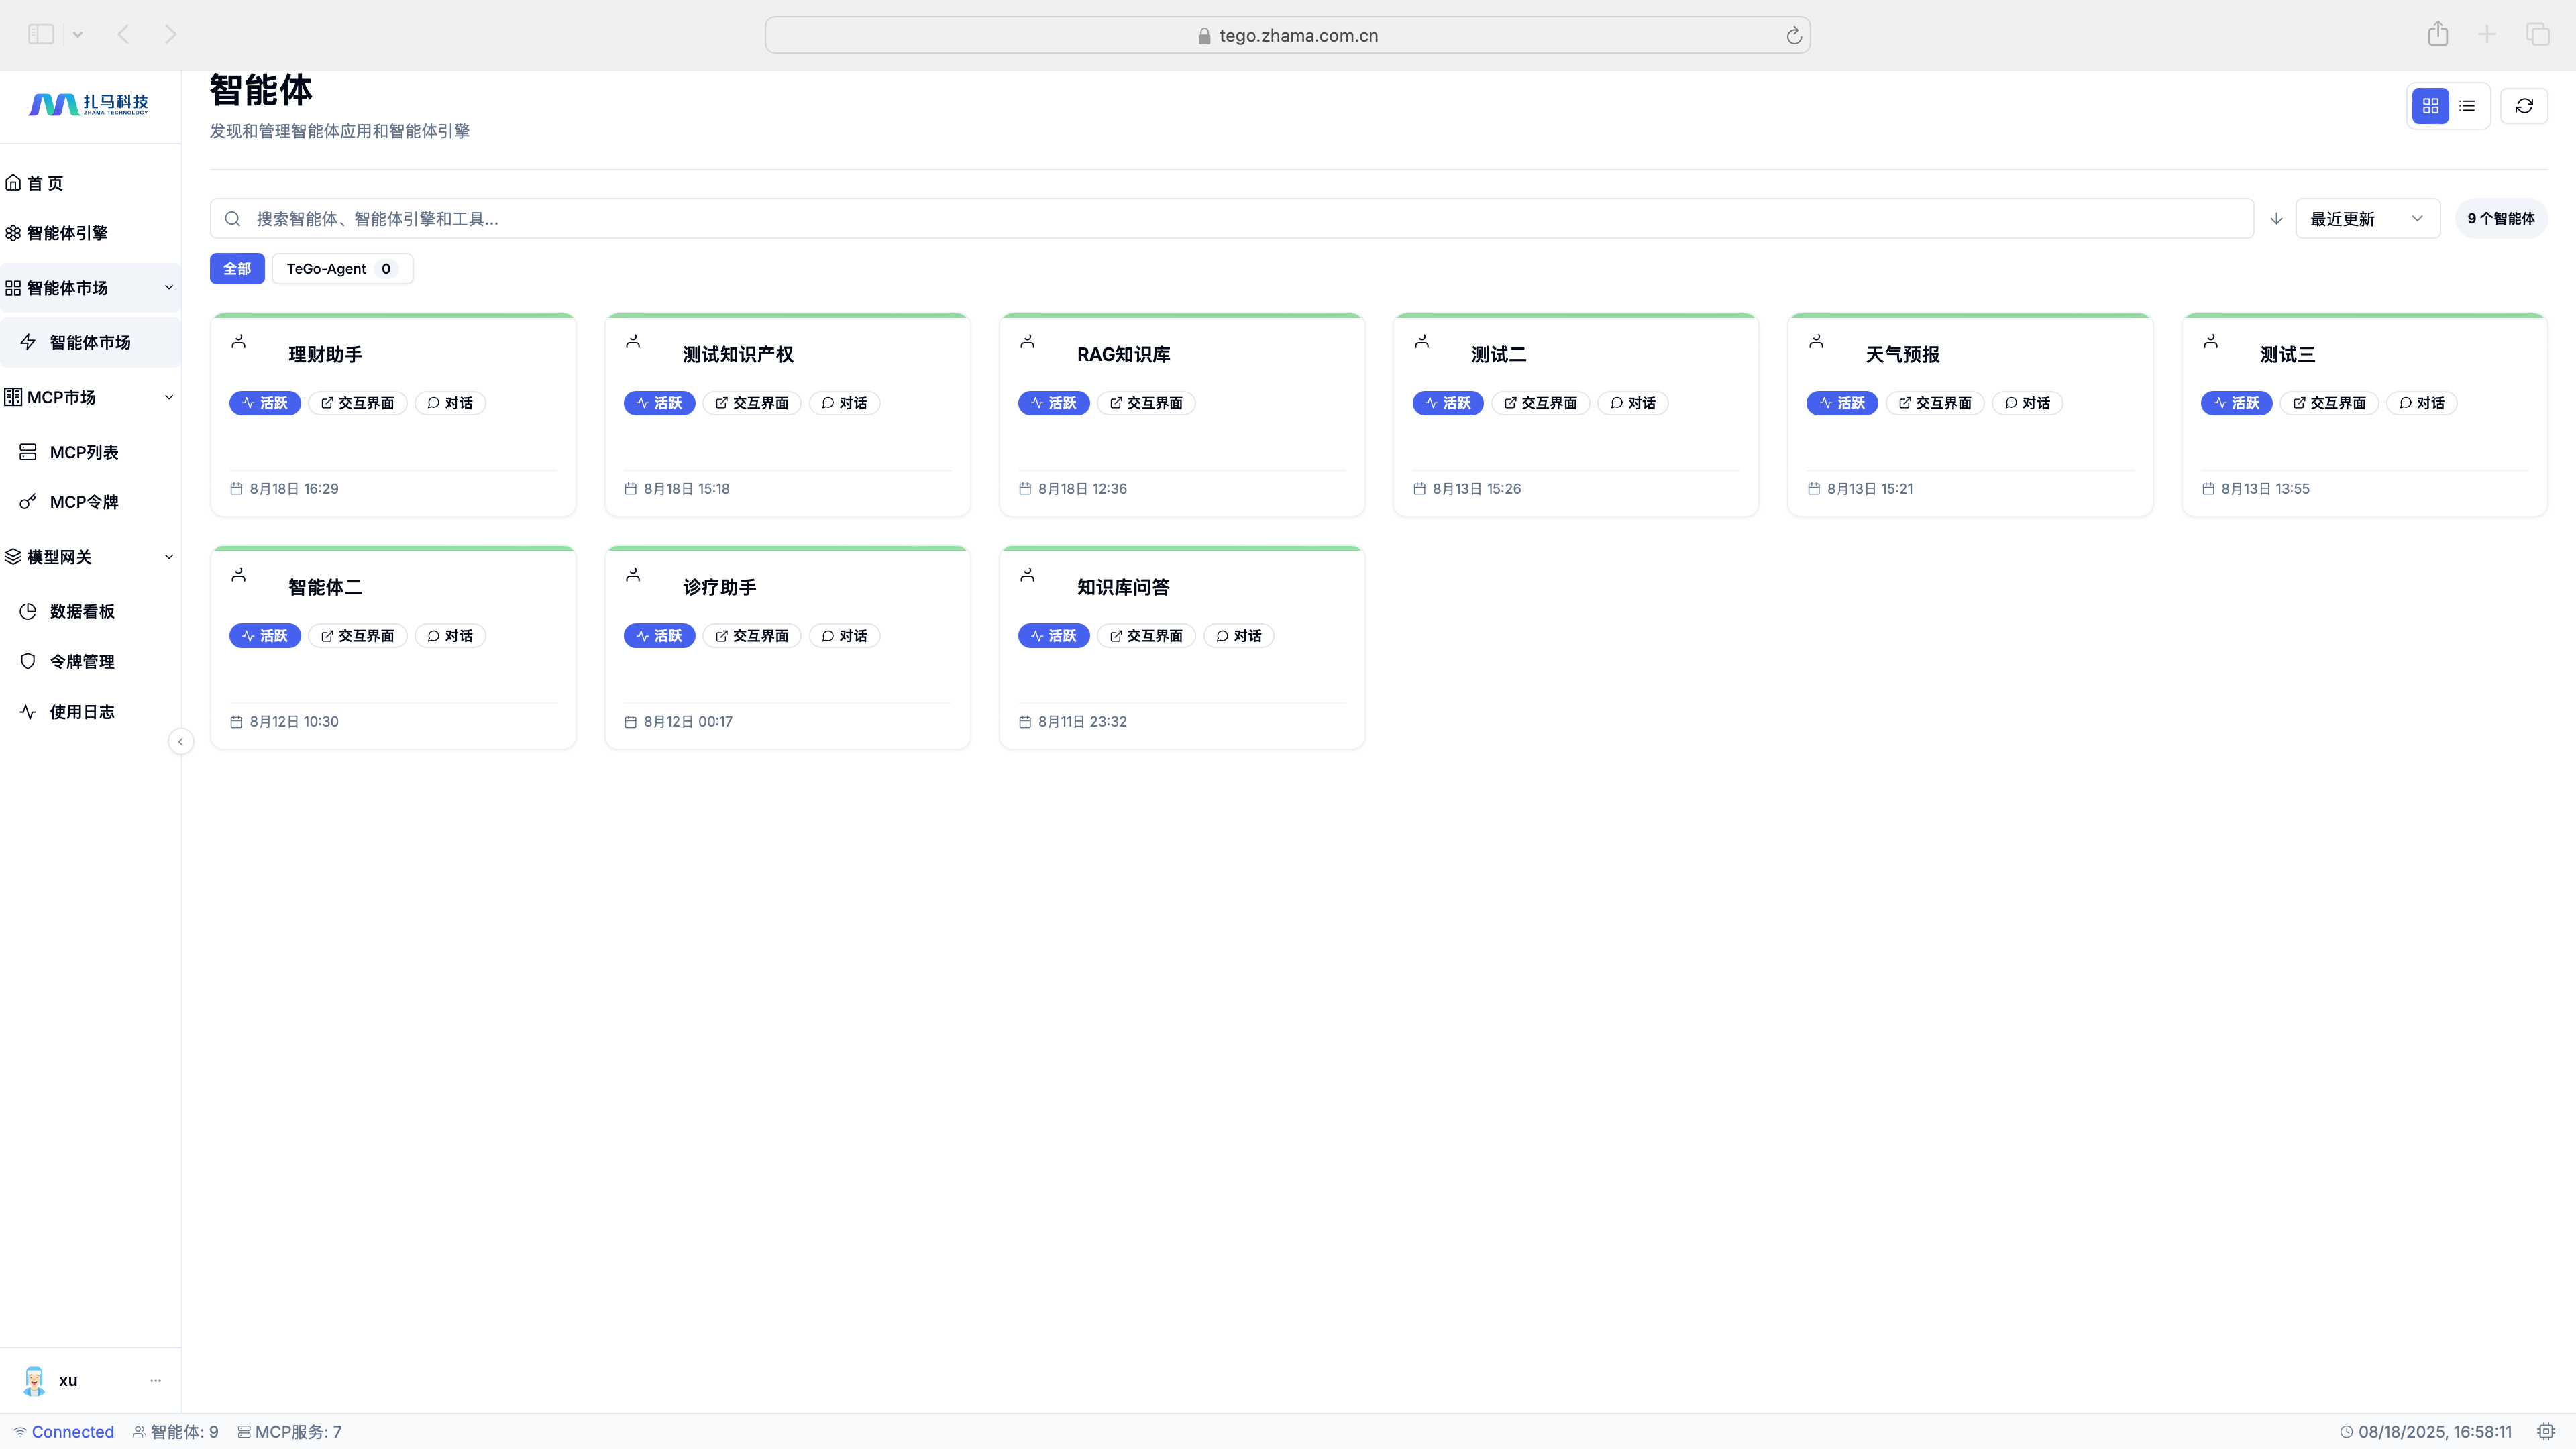 tego.zhama.com.cn
扎马科技
ZHAMA TECHNOLOGY
首 页
智能体引擎
智能体市场
智能体市场
MCP市场
MCP列表
MCP令牌
模型网关
数据看板
令牌管理
使用日志
xu
智能体
发现和管理智能体应用和智能体引擎
搜索智能体、智能体引擎和工具...
最近更新
9 个智能体
全部 TeGo-Agent 0
理财助手
活跃 交互界面 对话
8月18日 16:29
测试知识产权
活跃 交互界面 对话
8月18日 15:18
RAG知识库
活跃 交互界面
8月18日 12:36
测试二
活跃 交互界面 对话
8月13日 15:26
天气预报
活跃 交互界面 对话
8月13日 15:21
测试三
活跃 交互界面 对话
8月13日 13:55
智能体二
活跃 交互界面 对话
8月12日 10:30
诊疗助手
活跃 交互界面 对话
8月12日 00:17
知识库问答
活跃 交互界面 对话
8月11日 23:32
Connected 智能体: 9 MCP服务: 7
08/18/2025, 16:58:11